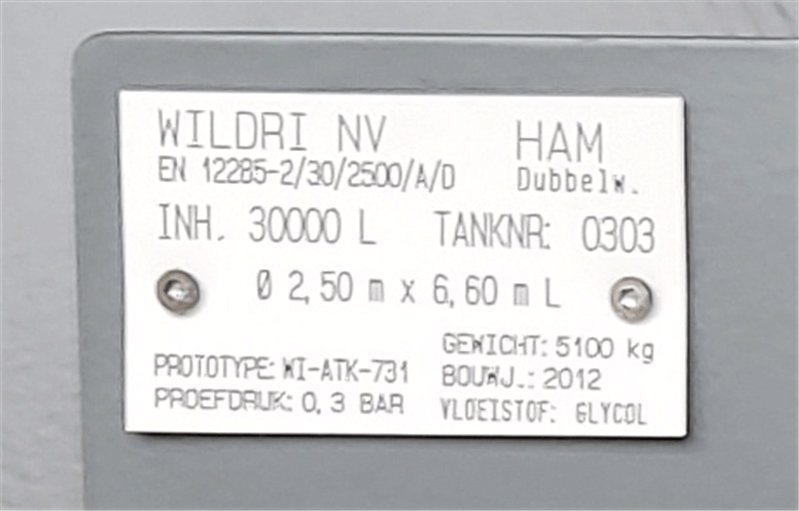 WILDRI NV HAM
EN 12285-2/30/2500/A/D Dubbelw.
INH. 30000 L TANKNR: 0303
Ø 2,50 m x 6,60 m L
GEWICHT: 5100 kg
PROTOTYPE: WI-ATK-731 BOUWJ.: 2012
PROEFDRUK: 0,3 BAR VLOEISTOF: GLYCOL